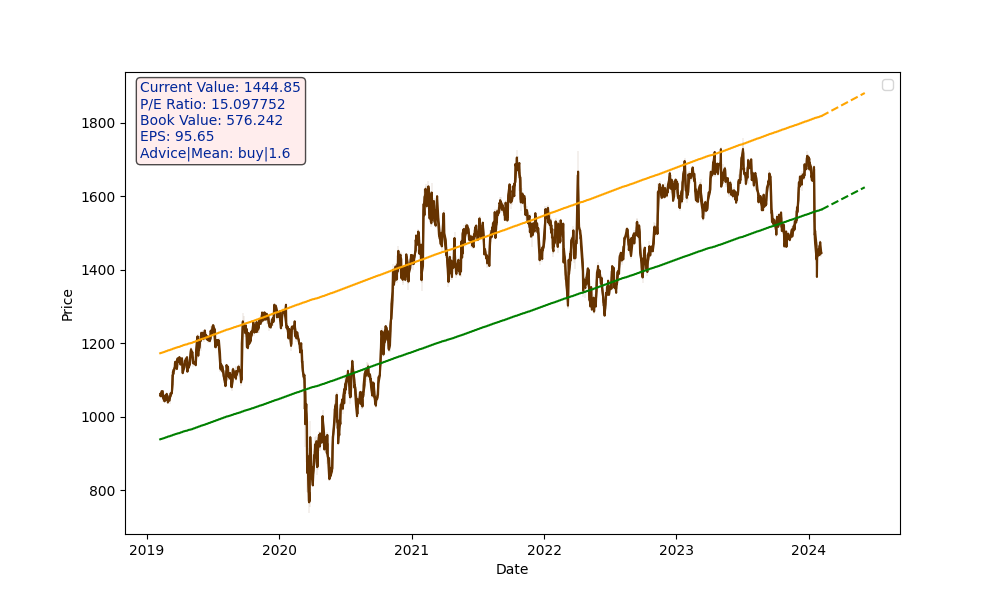 Current Value: 1444.85
P/E Ratio: 15.097752
Book Value: 576.242
EPS: 95.65
Advice|Mean: buy|1.6
1800
1600
1400
1200
1000
800
Price
2019 2020 2021 2022 2023 2024
Date